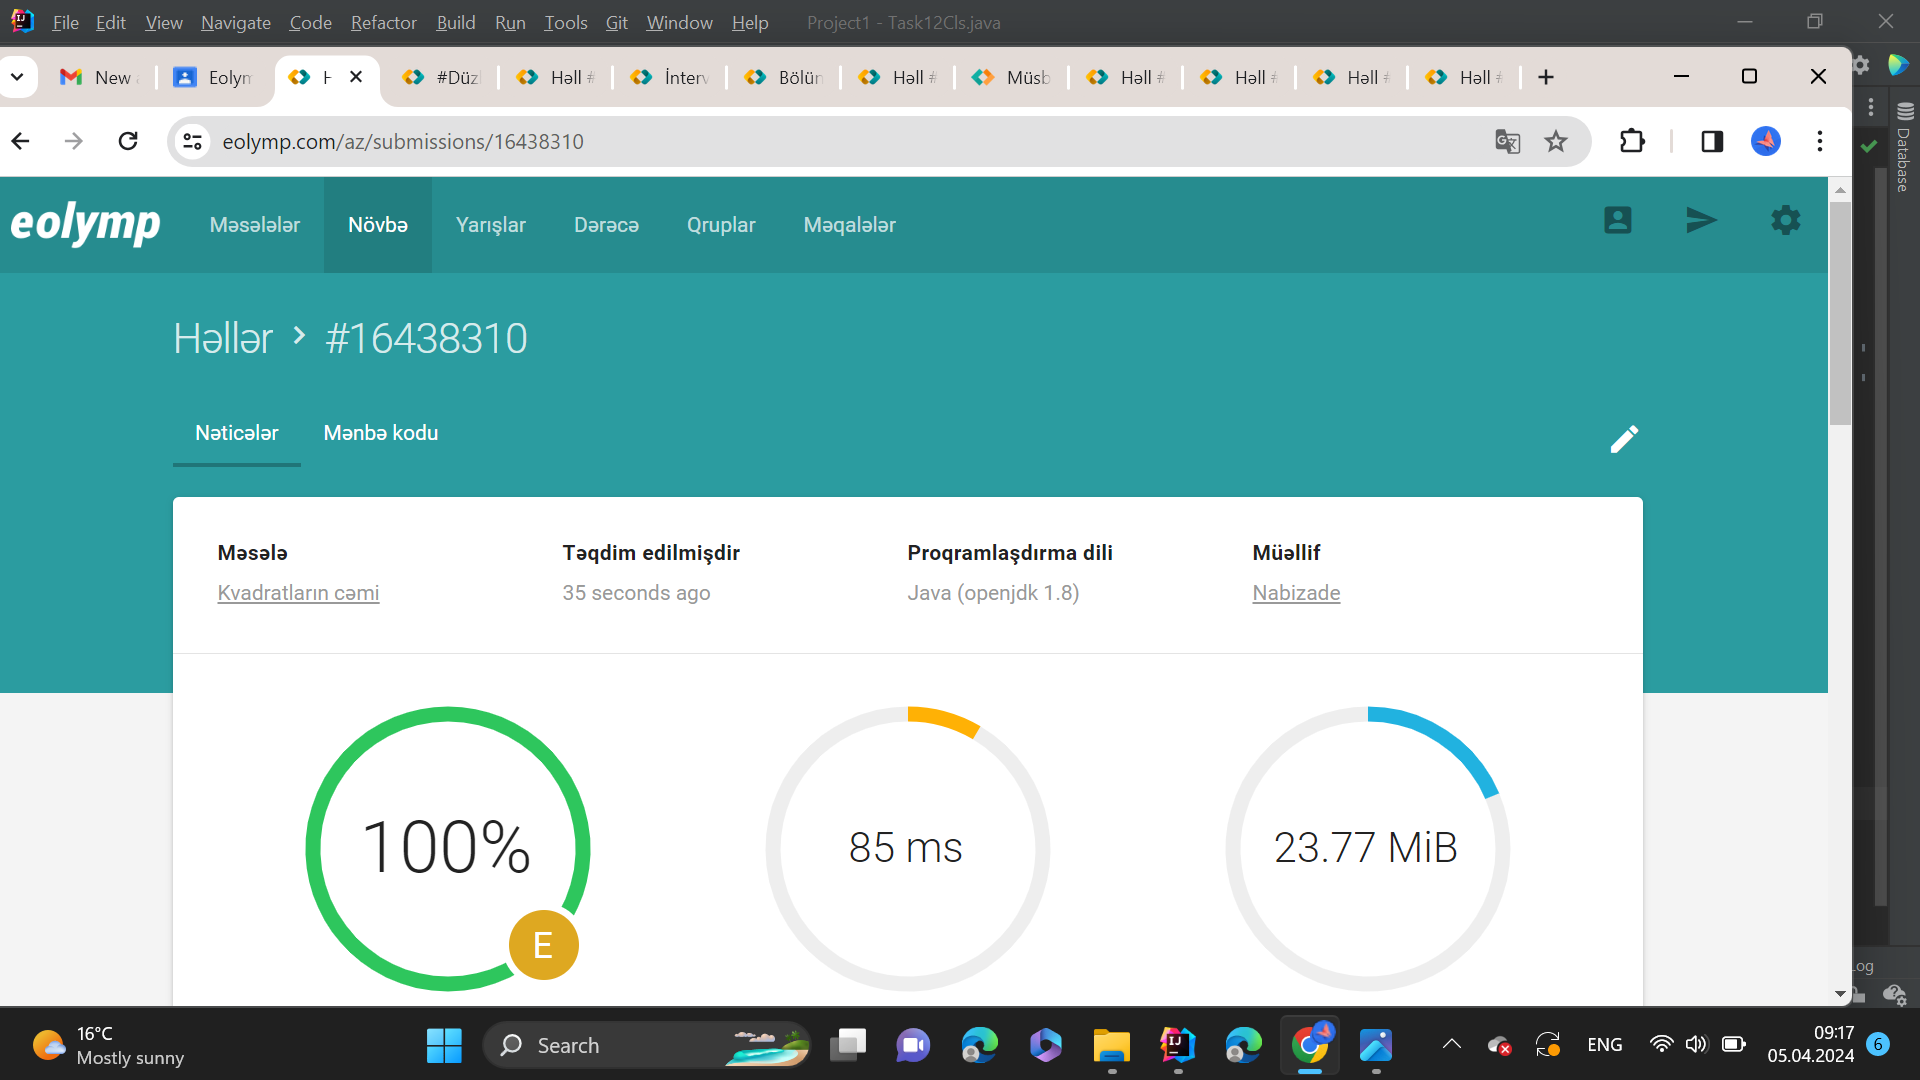 File Edit View Navigate Code Refactor Build Run Tools Git Window Help Project1 - Task12Cls.java
New Eolym #Düz Həll # İnterv Bölün Həll # Müsb Həll # Həll # Həll # Həll #
eolymp.com/az/submissions/16438310
Database
eolymp Məsələlər Növbə Yarışlar Dərəcə Qruplar Məqalələr
Həllər > #16438310
Nəticələr Mənbə kodu
Məsələ Təqdim edilmişdir Proqramlaşdırma dili Müəllif
Kvadratların cəmi 35 seconds ago Java (openjdk 1.8) Nabizade
100% 85 ms 23.77 MiB
E
Log
16°C
Mostly sunny
Search
ENG
09:17
05.04.2024
6